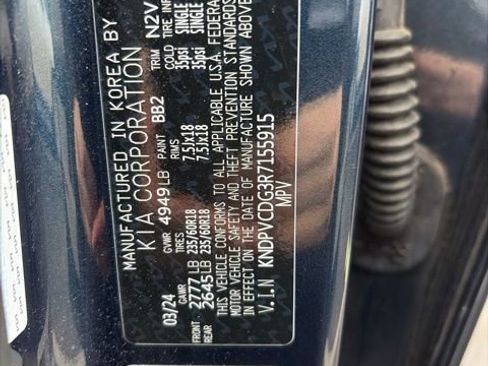 MANUFACTURED IN KOREA BY
KIA CORPORATION
03/24 GVWR 4949LB PAINT BB2 TRIM N2V
GAWR TIRES RIMS COLD TIRE
FRONT 2777LB 235/60R18 7.5Jx18 35psi SINGLE
REAR 2645LB 235/60R18 7.5Jx18 35psi SINGLE
THIS VEHICLE CONFORMS TO ALL APPLICABLE U.S.A. FEDERA
MOTOR VEHICLE SAFETY AND THEFT PREVENTION STANDARDS
EFFECT ON THE DATE OF MANUFACTURE SHOWN ABOVE
V.I.N KNDPVCDG3R7155915
MPV